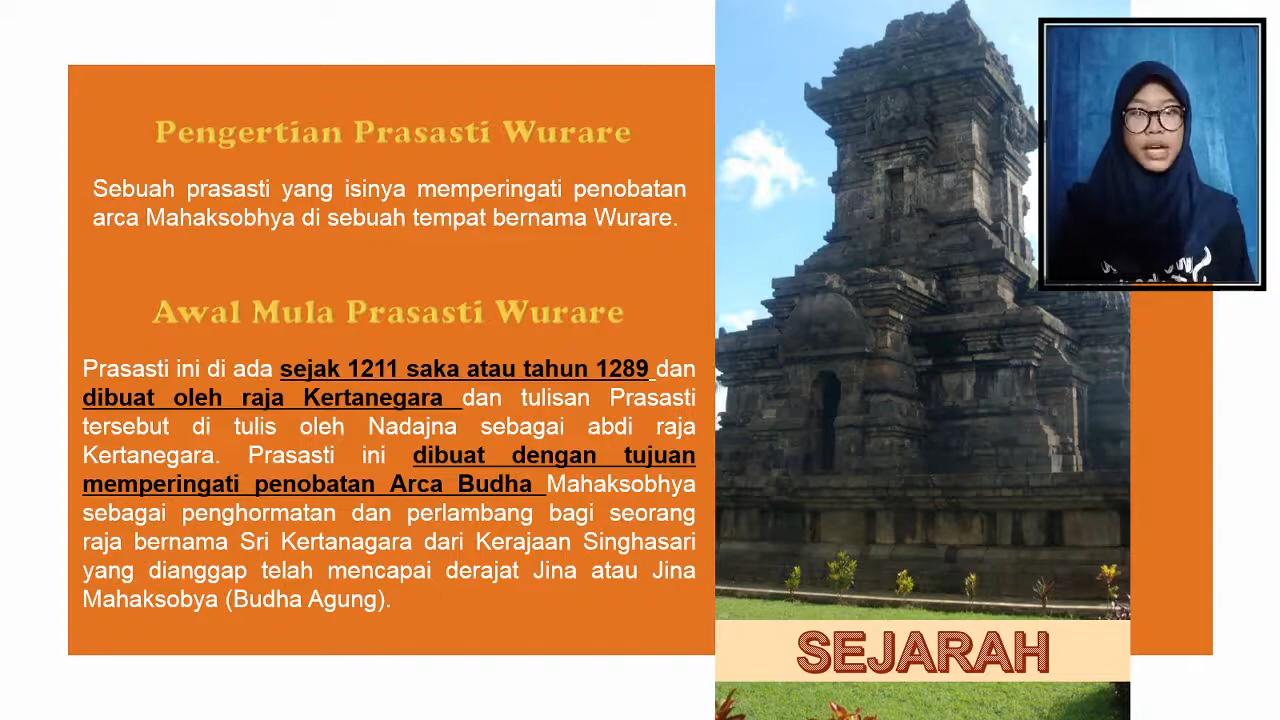 Pengertian Prasasti Wurare
Sebuah prasasti yang isinya memperingati penobatan
arca Mahaksobhya di sebuah tempat bernama Wurare.
Awal Mula Prasasti Wurare
Prasasti ini di ada sejak 1211 saka atau tahun 1289 dan
dibuat oleh raja Kertanegara dan tulisan Prasasti
tersebut di tulis oleh Nadajna sebagai abdi raja
Kertanegara. Prasasti ini dibuat dengan tujuan
memperingati penobatan Arca Budha Mahaksobhya
sebagai penghormatan dan perlambang bagi seorang
raja bernama Sri Kertanagara dari Kerajaan Singhasari
yang dianggap telah mencapai derajat Jina atau Jina
Mahaksobya (Budha Agung).
SEJARAH